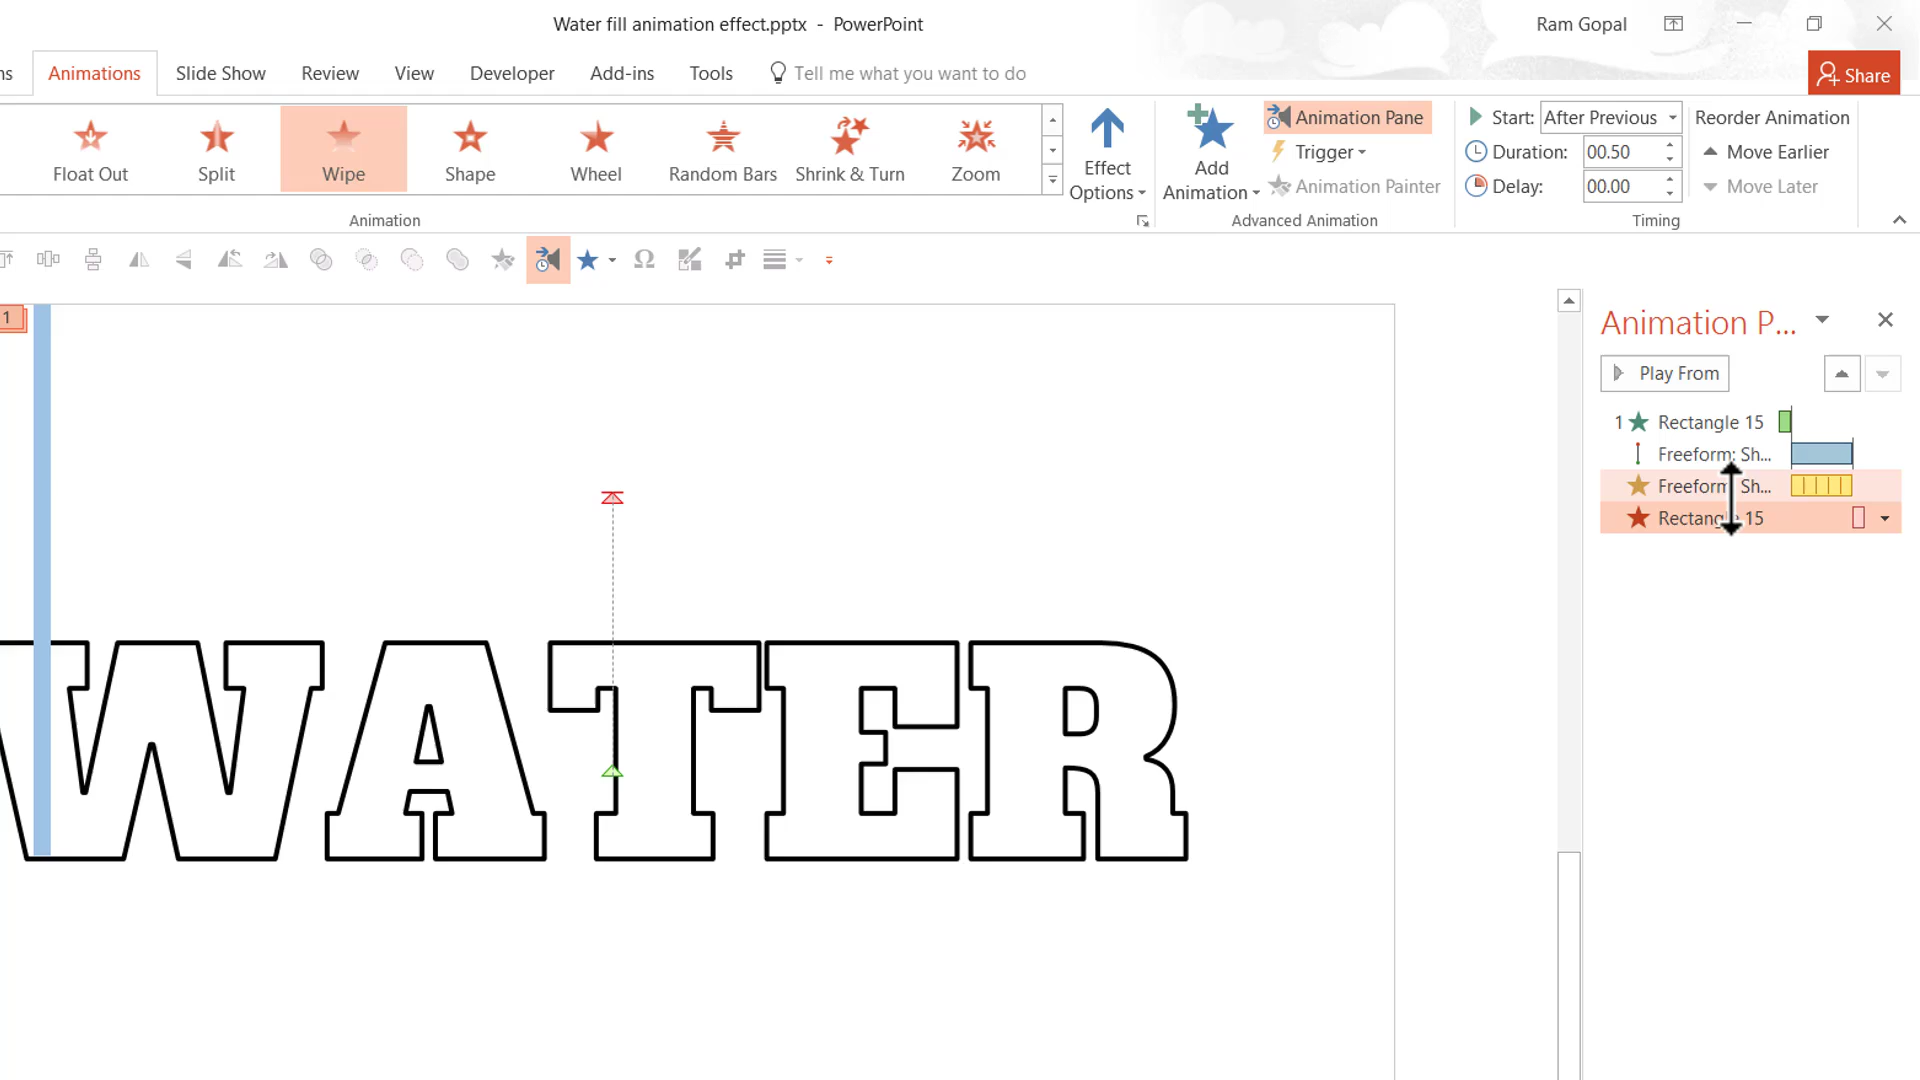 Water fill animation effect.pptx - PowerPoint
Ram Gopal
ns Animations Slide Show Review View Developer Add-ins Tools Tell me what you want to do
Share
Float Out Split Wipe Shape Wheel Random Bars Shrink & Turn Zoom
Effect Options
Add Animation
Animation Pane
Trigger
Animation Painter
Start: After Previous
Duration: 00.50
Delay: 00.00
Reorder Animation
Move Earlier
Move Later
Animation
Advanced Animation
Timing
Ω
1
WATER
Animation P...
Play From
1 Rectangle 15
Freeform: Sh...
Freeform: Sh...
Rectangle 15